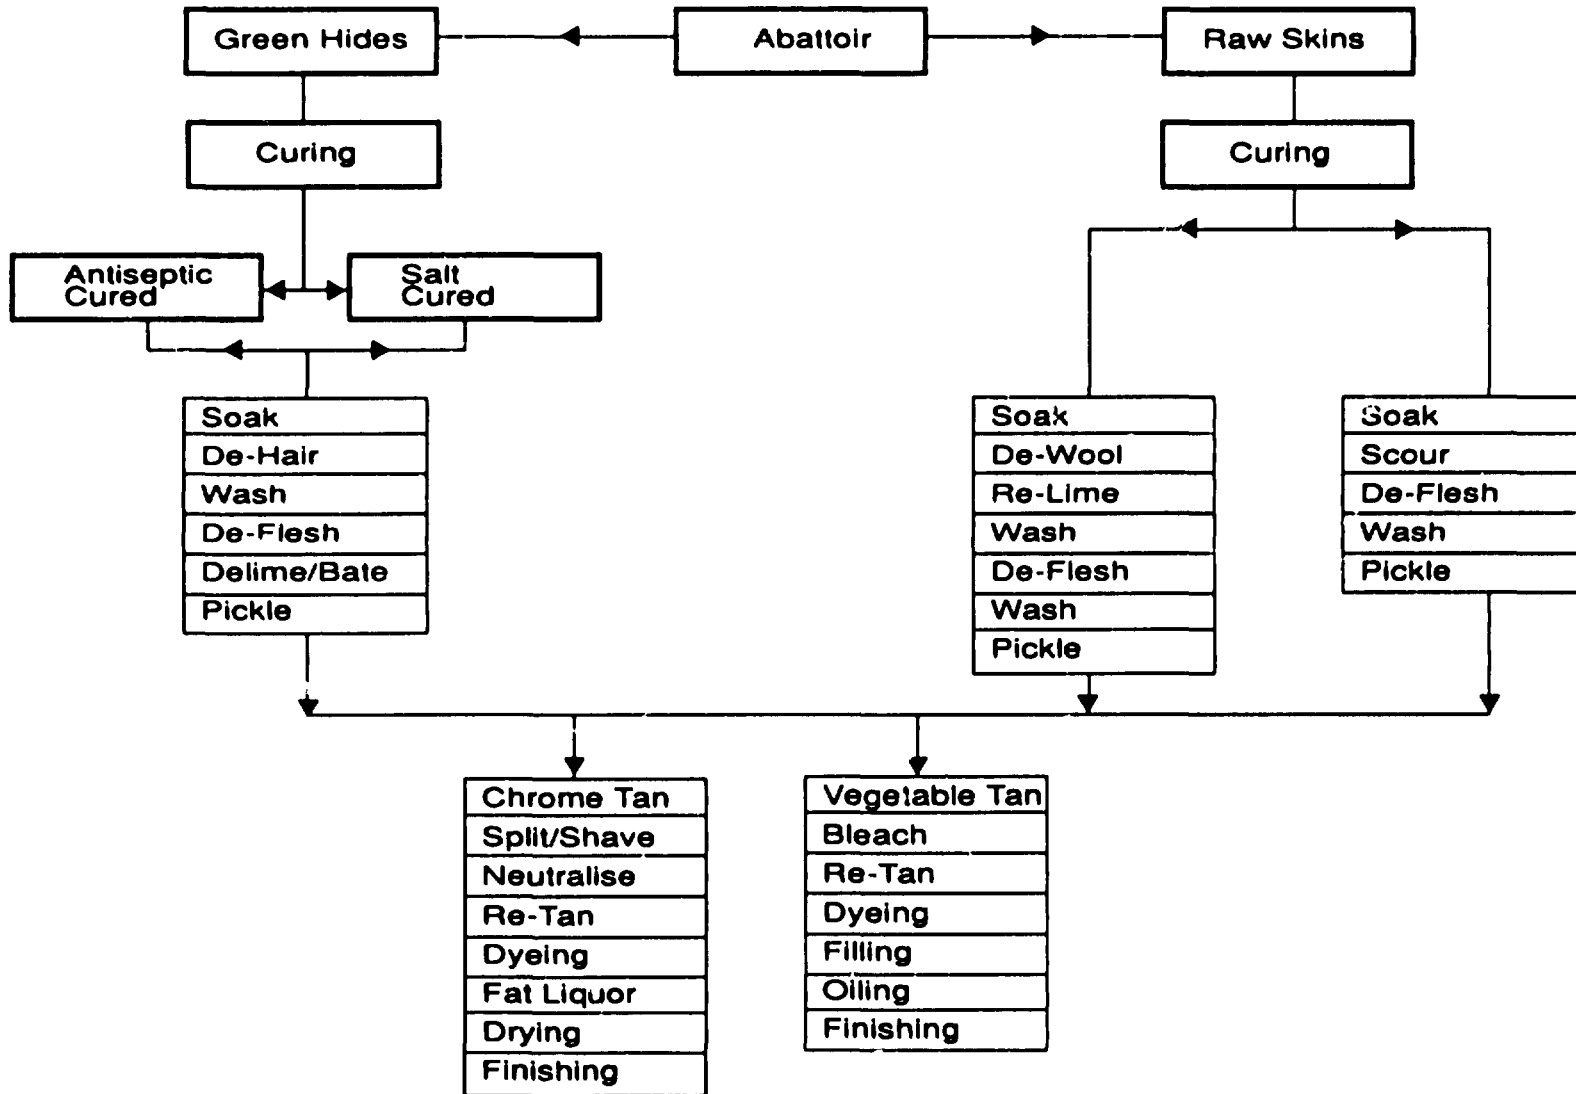 Green Hides
Abattoir
Raw Skins
Curing
Curing
Antiseptic
Cured
Salt
Cured
Soak
De-Hair
Wash
De-Flesh
Delime/Bate
Pickle
Soak
De-Wool
Re-Lime
Wash
De-Flesh
Wash
Pickle
Soak
Scour
De-Flesh
Wash
Pickle
Chrome Tan
Split/Shave
Neutralise
Re-Tan
Dyeing
Fat Liquor
Drying
Finishing
Vegetable Tan
Bleach
Re-Tan
Dyeing
Filling
Oiling
Finishing